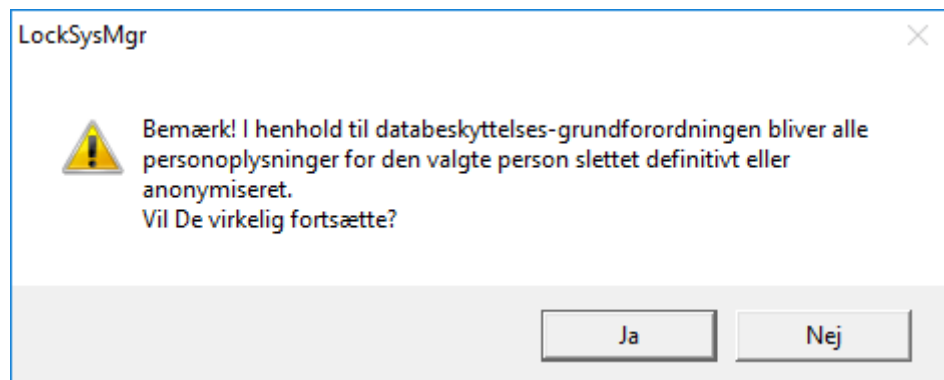 LockSysMgr
Bemærk! I henhold til databeskyttelses-grundforordningen bliver alle
personoplysninger for den valgte person slettet definitivt eller
anonymiseret.
Vil De virkelig fortsætte?
Ja
Nej